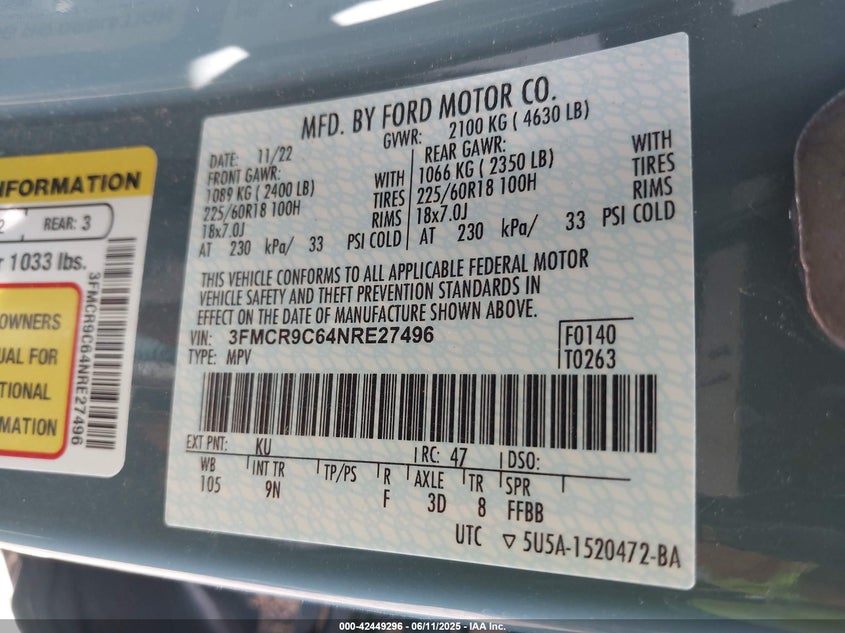 MFD. BY FORD MOTOR CO.
DATE: 11/22 GVWR: 2100 KG ( 4630 LB)
FRONT GAWR: WITH REAR GAWR: WITH
1089 KG ( 2400 LB) TIRES 1066 KG ( 2350 LB) TIRES
225/60R18 100H RIMS 225/60R18 100H RIMS
18x7.0J 18x7.0J
AT 230 kPa/ 33 PSI COLD AT 230 kPa/ 33 PSI COLD
THIS VEHICLE CONFORMS TO ALL APPLICABLE FEDERAL MOTOR
VEHICLE SAFETY AND THEFT PREVENTION STANDARDS IN
EFFECT ON THE DATE OF MANUFACTURE SHOWN ABOVE.
VIN: 3FMCR9C64NRE27496
TYPE: MPV
F0140
T0263
EXT PNT: KU RC: 47 DSO:
WB INT TR TP/PS R AXLE TR SPR
105 9N F 3D 8 FFBB
UTC ▽ 5U5A-1520472-BA
INFORMATION
2 REAR: 3
1033 lbs.
3FMCR9C64NRE27496
OWNERS
UAL FOR
TIONAL
MATION
000-42449296 - 06/11/2025 - IAA Inc.